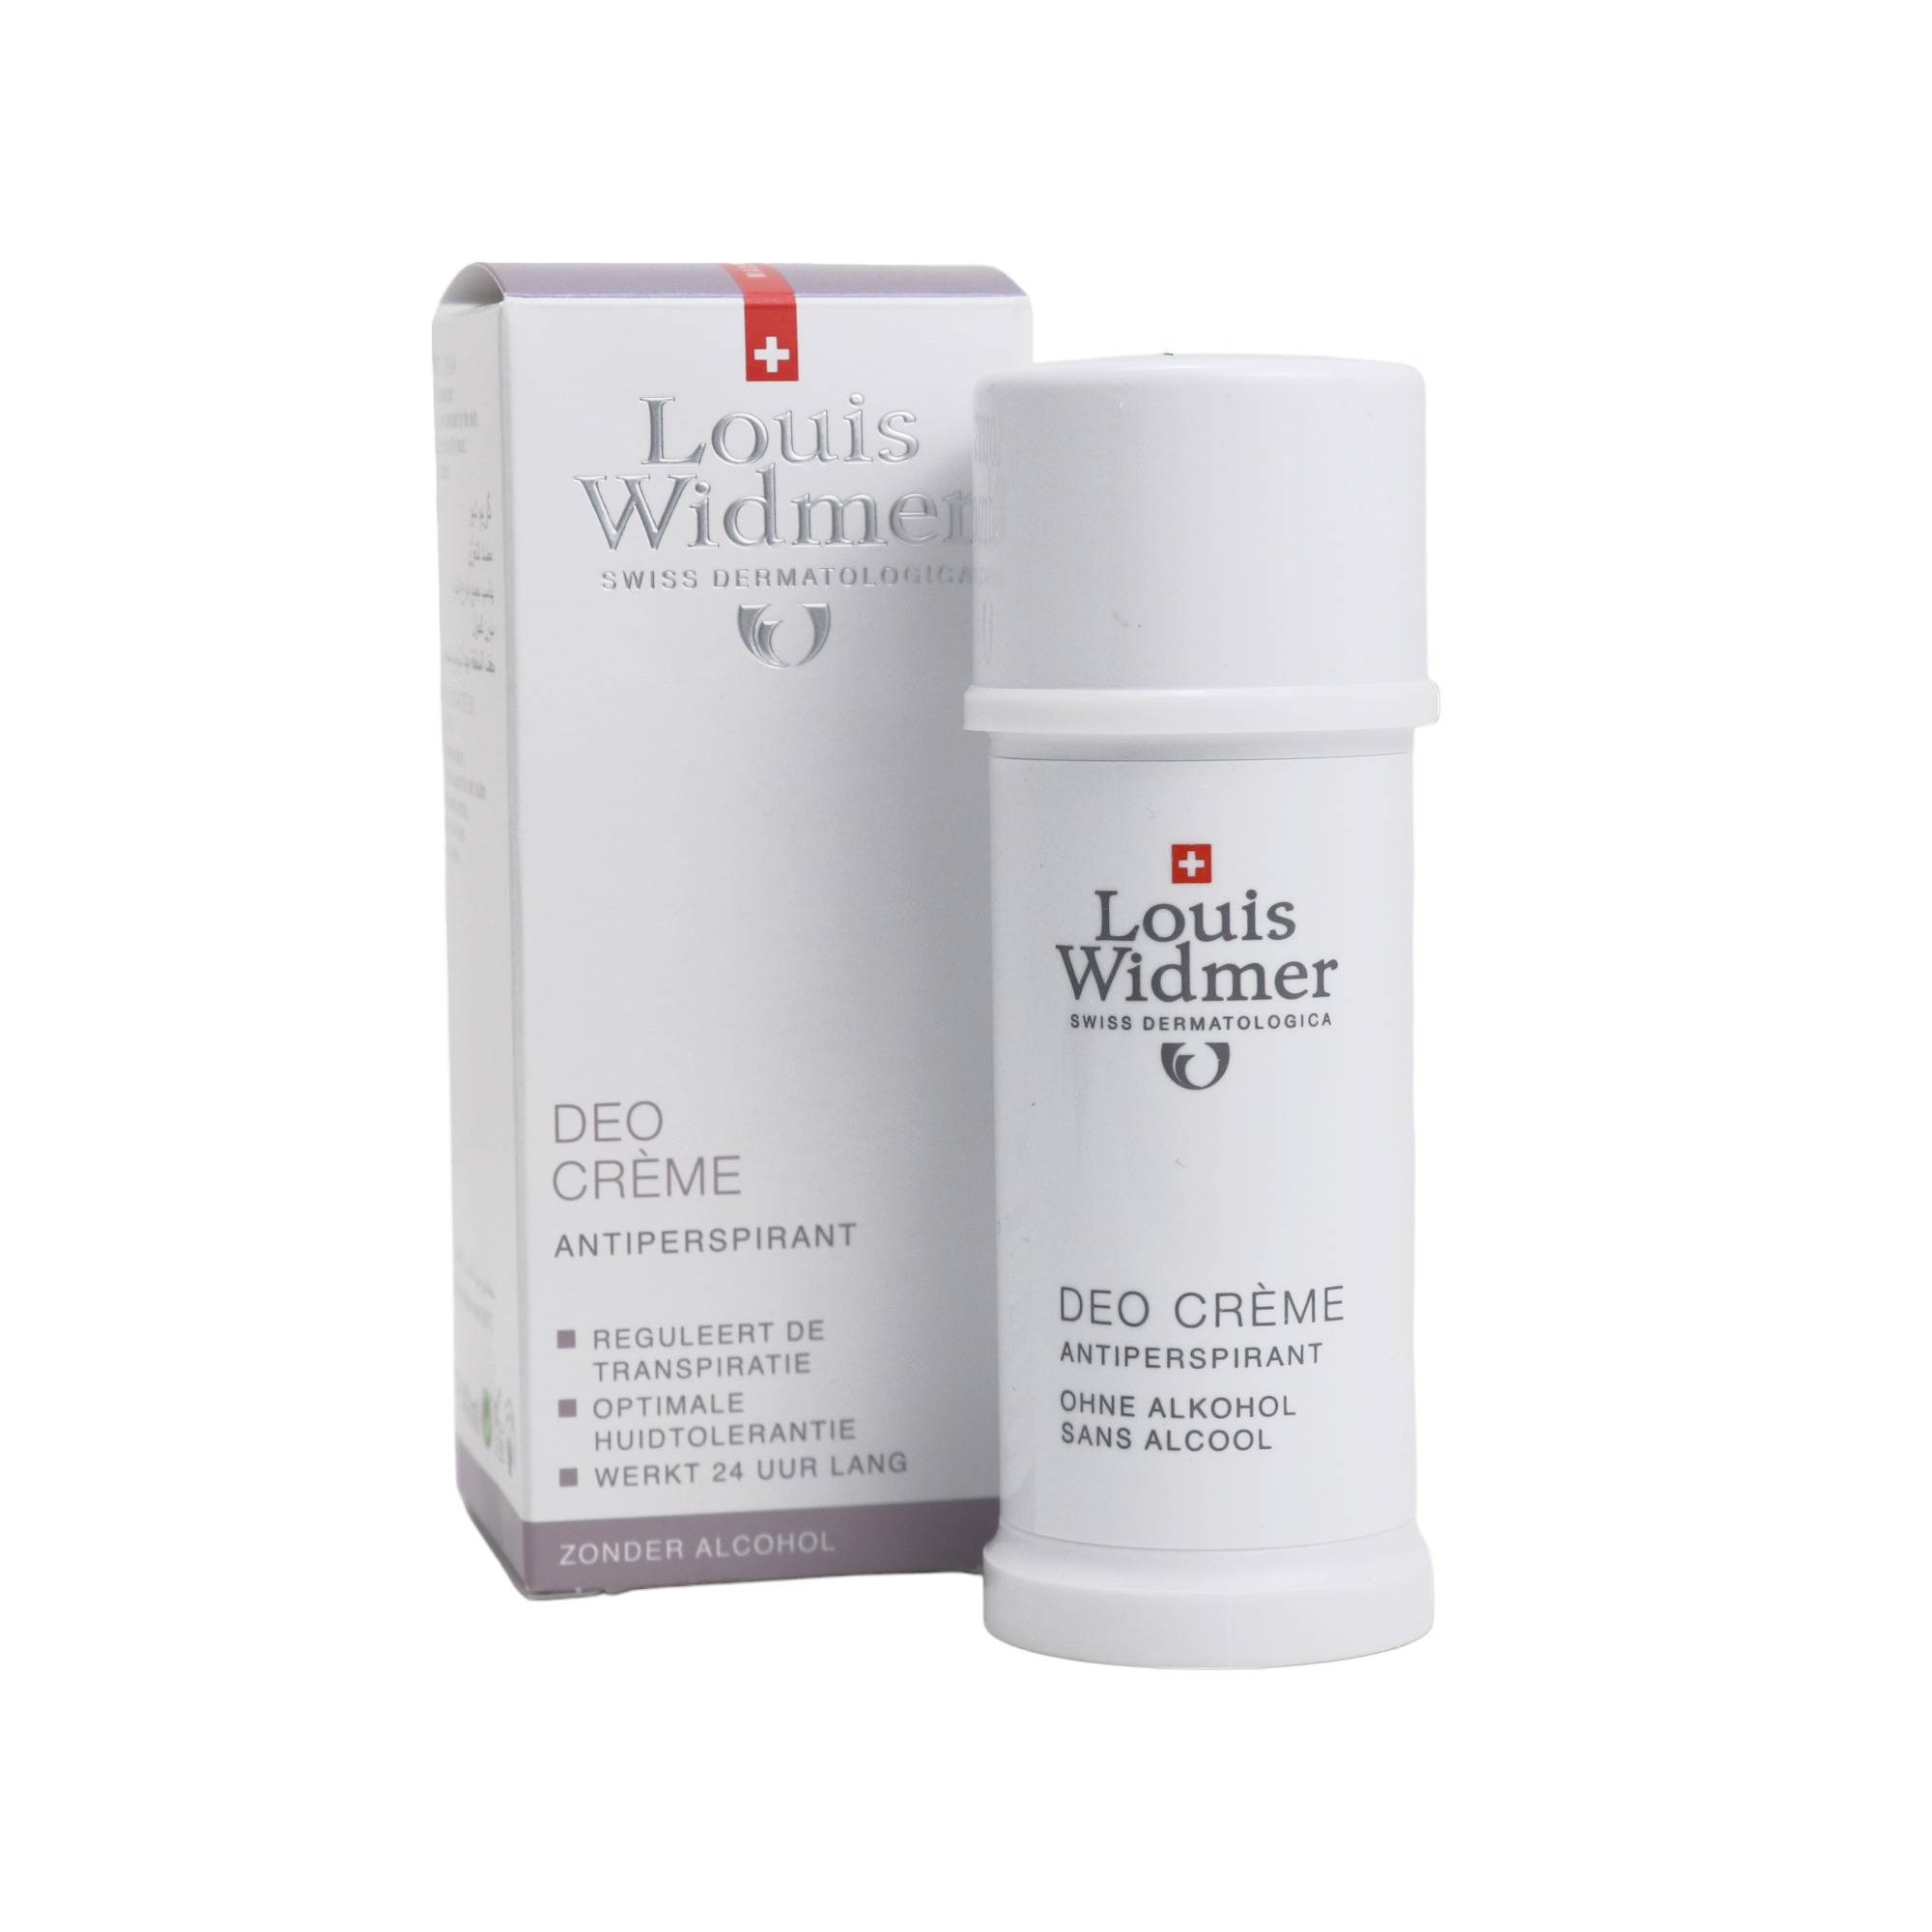 Louis
Widmer
SWISS DERMATOLOGICA
DEO
CRÈME
ANTIPERSPIRANT
REGULEERT DE
TRANSPIRATIE
OPTIMALE
HUIDTOLERANTIE
WERKT 24 UUR LANG
ZONDER ALCOHOL
Louis
Widmer
SWISS DERMATOLOGICA
DEO CRÈME
ANTIPERSPIRANT
OHNE ALKOHOL
SANS ALCOOL